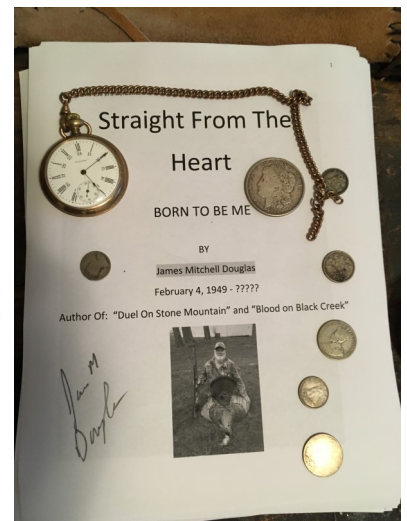 1
Straight From The
Heart
BORN TO BE ME
BY
James Mitchell Douglas
February 4, 1949 - ?????
Author Of: "Duel On Stone Mountain" and "Blood on Black Creek"